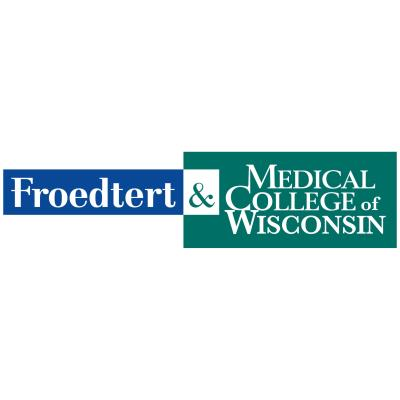 Froedtert & MEDICAL
COLLEGE of
WISCONSIN